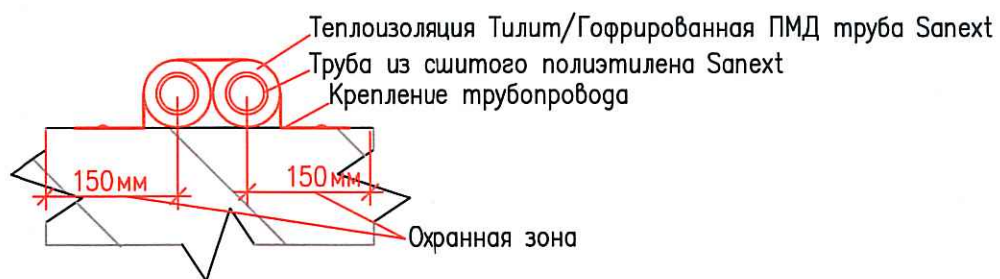 Теплоизоляция Тилит/Гофрированная ПМД труба Sanext
Труба из сшитого полиэтилена Sanext
Крепление трубопровода
150мм
150мм
Охранная зона